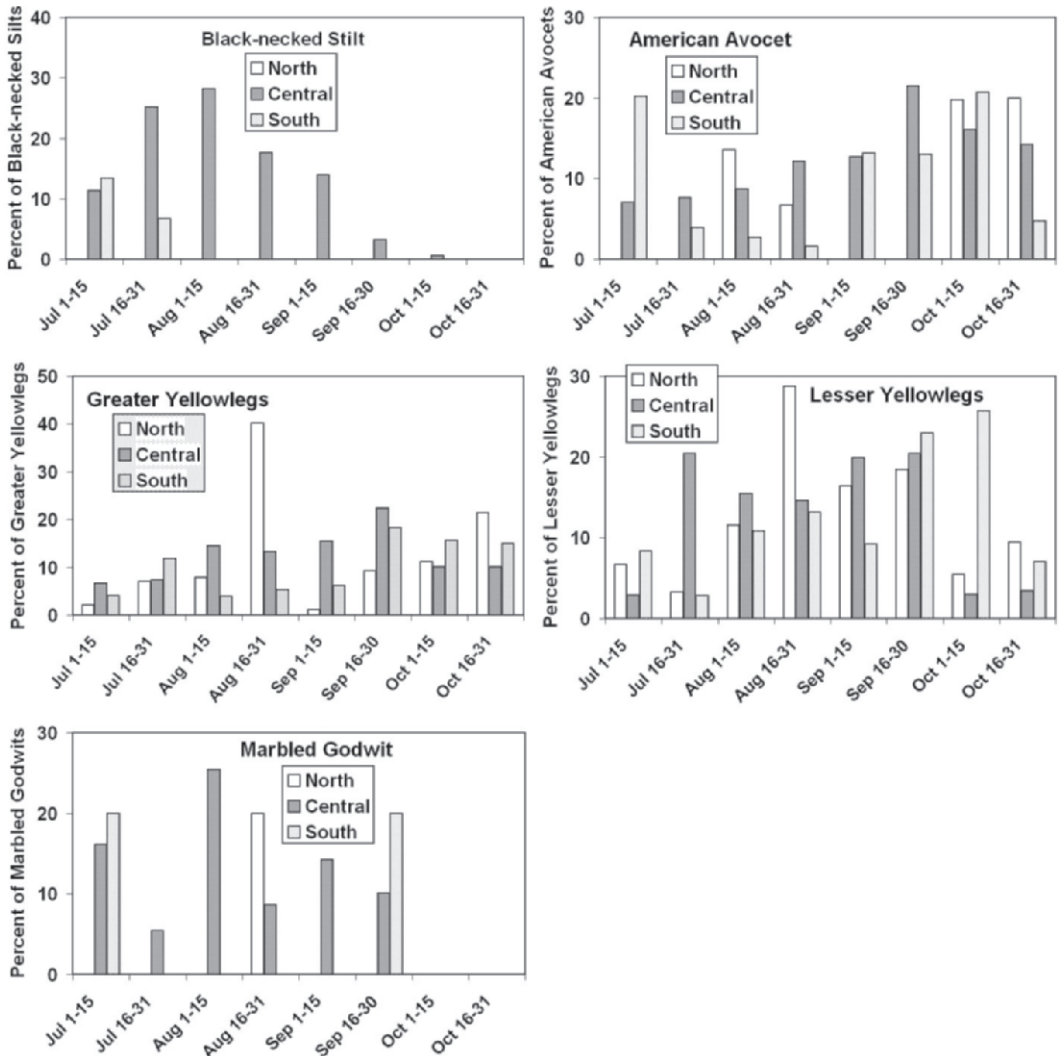 Percent of Black-necked Silts
40
30
20
10
0
Black-necked Stilt
North
Central
South
Jul 1-15
Jul 16-31
Aug 1-15
Aug 16-31
Sep 1-15
Sep 16-30
Oct 1-15
Oct 16-31
Percent of American Avocets
30
20
10
0
American Avocet
North
Central
South
Jul 1-15
Jul 16-31
Aug 1-15
Aug 16-31
Sep 1-15
Sep 16-30
Oct 1-15
Oct 16-31
Percent of Greater Yellowlegs
50
40
30
20
10
0
Greater Yellowlegs
North
Central
South
Jul 1-15
Jul 16-31
Aug 1-15
Aug 16-31
Sep 1-15
Sep 16-30
Oct 1-15
Oct 16-31
Percent of Lesser Yellowlegs
30
20
10
0
North
Central
South
Lesser Yellowlegs
Jul 1-15
Jul 16-31
Aug 1-15
Aug 16-31
Sep 1-15
Sep 16-30
Oct 1-15
Oct 16-31
Percent of Marbled Godwits
30
20
10
0
Marbled Godwit
North
Central
South
Jul 1-15
Jul 16-31
Aug 1-15
Aug 16-31
Sep 1-15
Sep 16-30
Oct 1-15
Oct 16-31